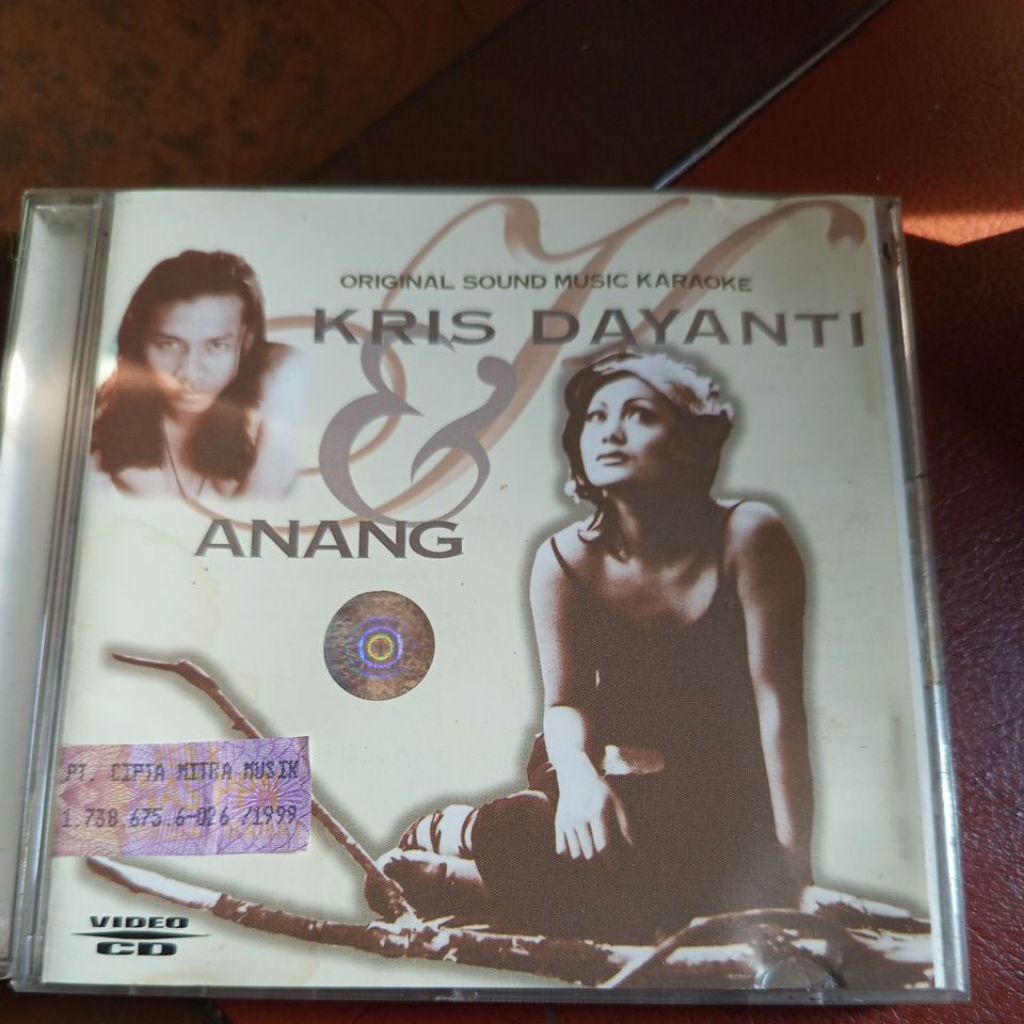 ORIGINAL SOUND MUSIC KARAOKE
KRIS DAYANTI
&
ANANG
PT. CIPTA MITRA MUSIK
1.738.675.6-026 /1999
VIDEO
CD